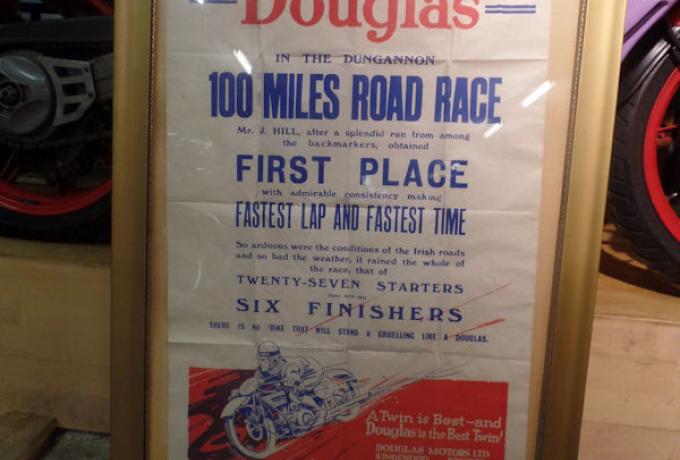 Douglas
IN THE DUNGANNON
100 MILES ROAD RACE
Mr. J. HILL, after a splendid run from among
the backmarkers, obtained
FIRST PLACE
with admirable consistency making
FASTEST LAP AND FASTEST TIME
So arduous were the conditions of the Irish roads
and so bad the weather, it rained the whole of
the race, that of
TWENTY-SEVEN STARTERS
SIX FINISHERS
THERE IS NO 'BIKE THAT WILL STAND A GRUELLING LIKE A DOUGLAS.
A Twin is Best—and
Douglas is the Best Twin!
DOUGLAS MOTORS LTD
KINGSWOOD